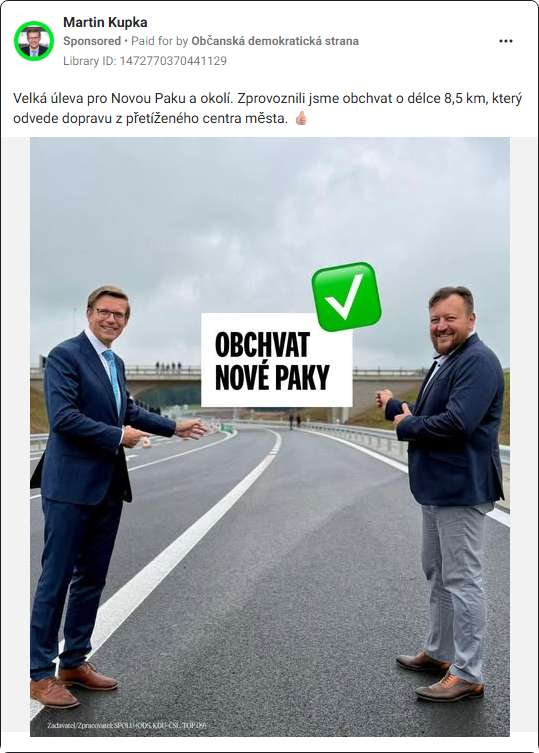 Martin Kupka
Sponsored • Paid for by Občanská demokratická strana
Library ID: 1472770370441129
Velká úleva pro Novou Paku a okolí. Zprovoznili jsme obchvat o délce 8,5 km, který
odvede dopravu z přetíženého centra města. 👍🏻
OBCHVAT
NOVÉ PAKY
Zadavatel/Zpracovatel: SPOLU (ODS, KDU-ČSL, TOP 09)